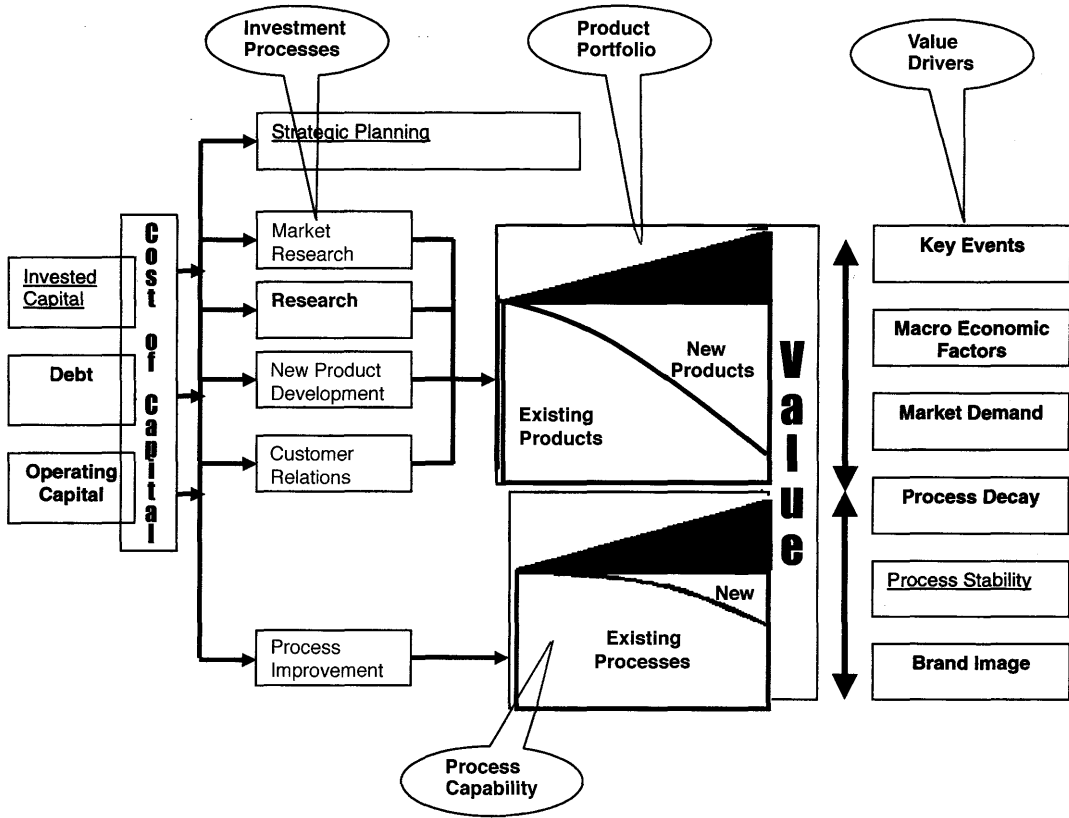 Investment
Processes
Product
Portfolio
Value
Drivers
Strategic Planning
Market
Research
Research
New Product
Development
Customer
Relations
Process
Improvement
Invested
Capital
Debt
Operating
Capital
Cost of Capital
New
Products
Existing
Products
New
Existing
Processes
Value
Key Events
Macro Economic
Factors
Market Demand
Process Decay
Process Stability
Brand Image
Process
Capability